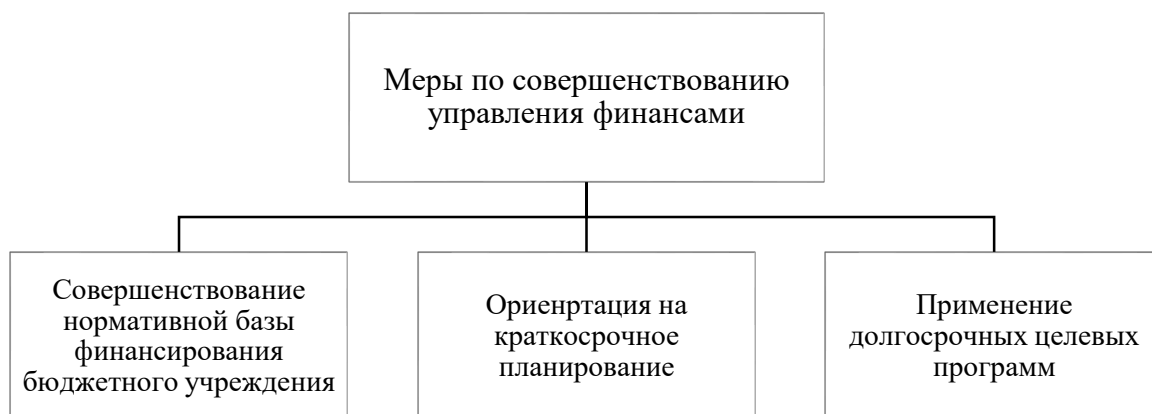 Меры по совершенствованию
управления финансами
Совершенствование
нормативной базы
финансирования
бюджетного учреждения
Ориенртация на
краткосрочное
планирование
Применение
долгосрочных целевых
программ